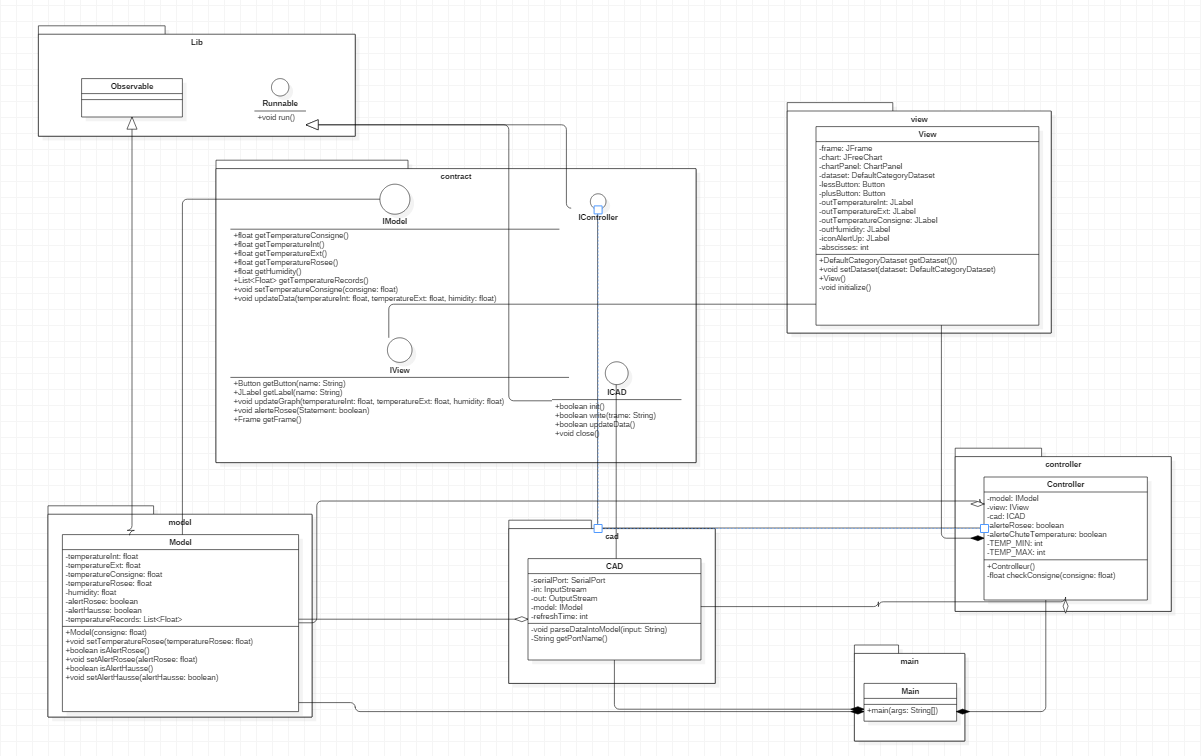 Lib
Observable
Runnable
+void run()
contract
IModel
+float getTemperatureConsigne()
+float getTemperatureInt()
+float getTemperatureExt()
+float getTemperatureRosee()
+float getHumidity()
+List<Float> getTemperatureRecords()
+void setTemperatureConsigne(consigne: float)
+void updateData(temperatureInt: float, temperatureExt: float, himidity: float)
IController
IView
+Button getButton(name: String)
+JLabel getLabel(name: String)
+void updateGraph(temperatureInt: float, temperatureExt: float, humidity: float)
+void alerteRosee(Statement: boolean)
+Frame getFrame()
ICAD
+boolean init()
+boolean write(trame: String)
+boolean updateData()
+void close()
view
View
-frame: JFrame
-chart: JFreeChart
-chartPanel: ChartPanel
-dataset: DefaultCategoryDataset
-lessButton: Button
-plusButton: Button
-outTemperatureInt: JLabel
-outTemperatureExt: JLabel
-outTemperatureConsigne: JLabel
-outHumidity: JLabel
-iconAlertUp: JLabel
-abscisses: int
+DefaultCategoryDataset getDataset()()
+void setDataset(dataset: DefaultCategoryDataset)
+View()
-void initialize()
model
Model
-temperatureInt: float
-temperatureExt: float
-temperatureConsigne: float
-temperatureRosee: float
-humidity: float
-alertRosee: boolean
-alertHausse: boolean
-temperatureRecords: List<Float>
+Model(consigne: float)
+void setTemperatureRosee(temperatureRosee: float)
+boolean isAlertRosee()
+void setAlertRosee(alertRosee: float)
+boolean isAlertHausse()
+void setAlertHausse(alertHausse: boolean)
cad
CAD
-serialPort: SerialPort
-in: InputStream
-out: OutputStream
-model: IModel
-refreshTime: int
-void parseDataIntoModel(input: String)
-String getPortName()
controller
Controller
-model: IModel
-view: IView
-cad: ICAD
-alerteRosee: boolean
-alerteChuteTemperature: boolean
-TEMP_MIN: int
-TEMP_MAX: int
+Controlleur()
-float checkConsigne(consigne: float)
main
Main
+main(args: String[])